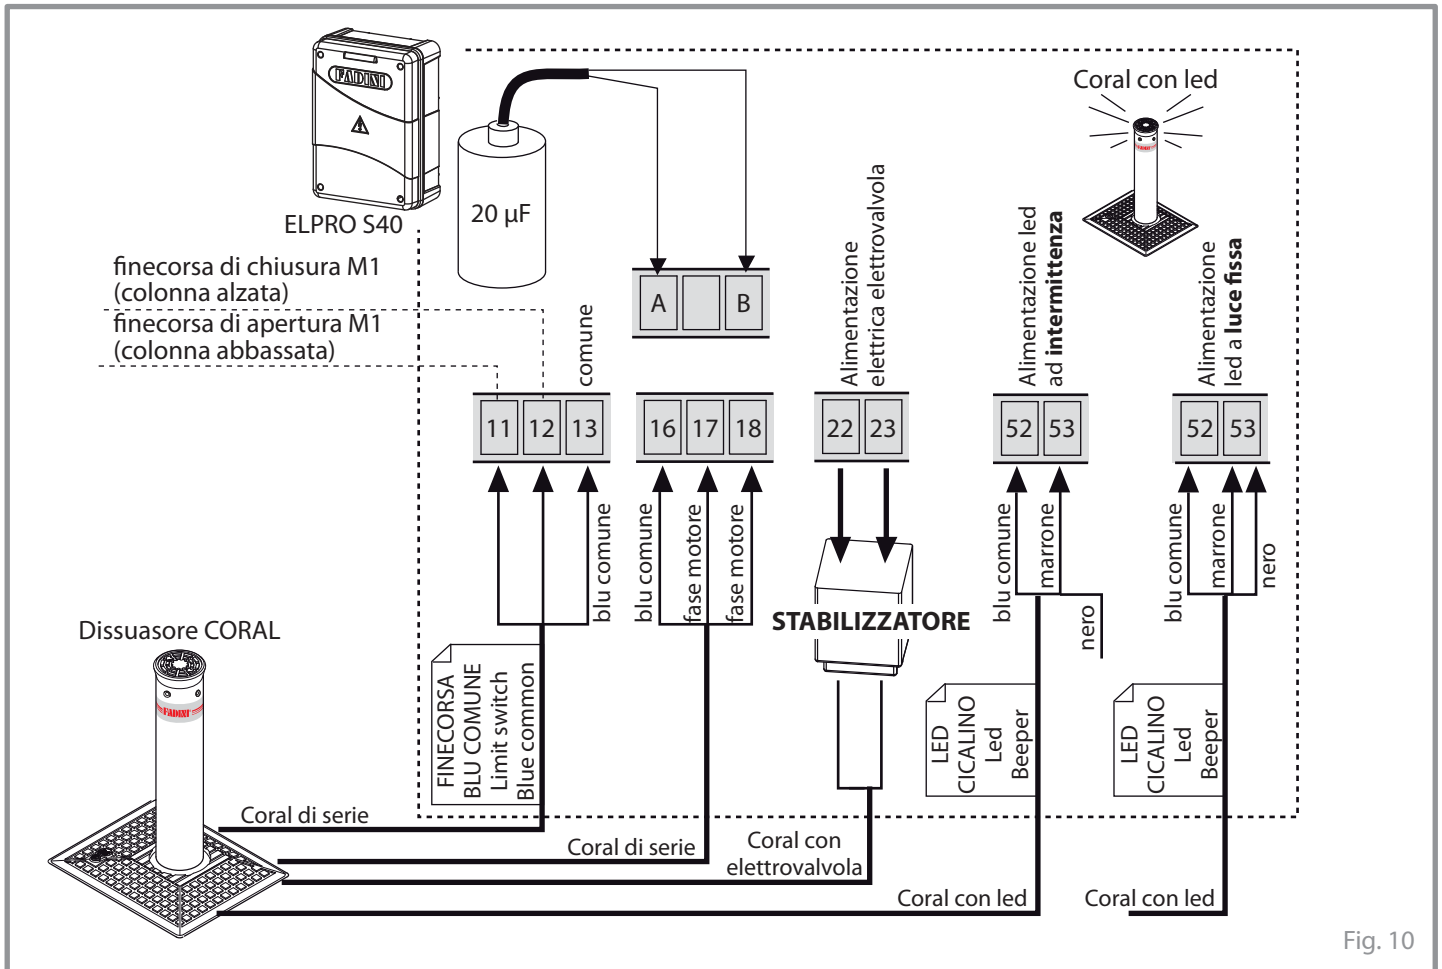 FADINI
ELPRO S40
20 µF
Coral con led
FADINI
finecorsa di chiusura M1
(colonna alzata)
finecorsa di apertura M1
(colonna abbassata)
comune
A
B
Alimentazione
elettrica elettrovalvola
Alimentazione led
ad intermittenza
Alimentazione
led a luce fissa
11
12
13
16
17
18
22
23
52
53
52
53
blu comune
blu comune
fase motore
fase motore
blu comune
marrone
nero
blu comune
marrone
nero
STABILIZZATORE
Dissuasore CORAL
FADINI
FINECORSA
BLU COMUNE
Limit switch
Blue common
LED
CICALINO
Led
Beeper
LED
CICALINO
Led
Beeper
Coral di serie
Coral di serie
Coral con
elettrovalvola
Coral con led
Coral con led
Fig. 10